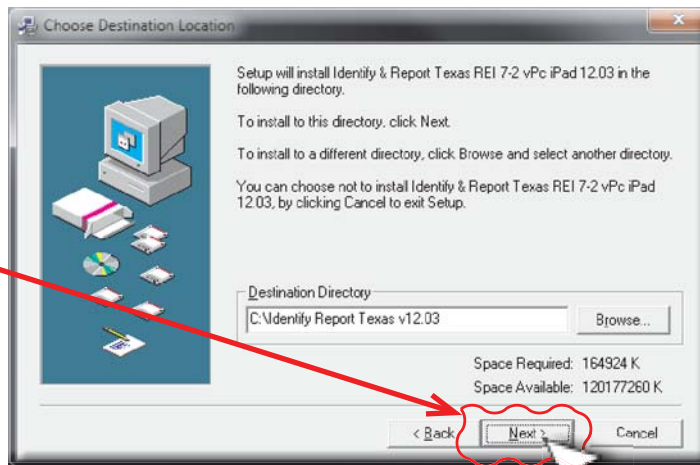 Choose Destination Location
Setup will install Identify & Report Texas REI 7-2 vPc iPad 12.03 in the
following directory.
To install to this directory, click Next.
To install to a different directory, click Browse and select another directory.
You can choose not to install Identify & Report Texas REI 7-2 vPc iPad
12.03, by clicking Cancel to exit Setup.
Destination Directory
C:\Identify Report Texas v12.03
Browse...
Space Required: 164924 K
Space Available: 120177260 K
< Back
Next >
Cancel